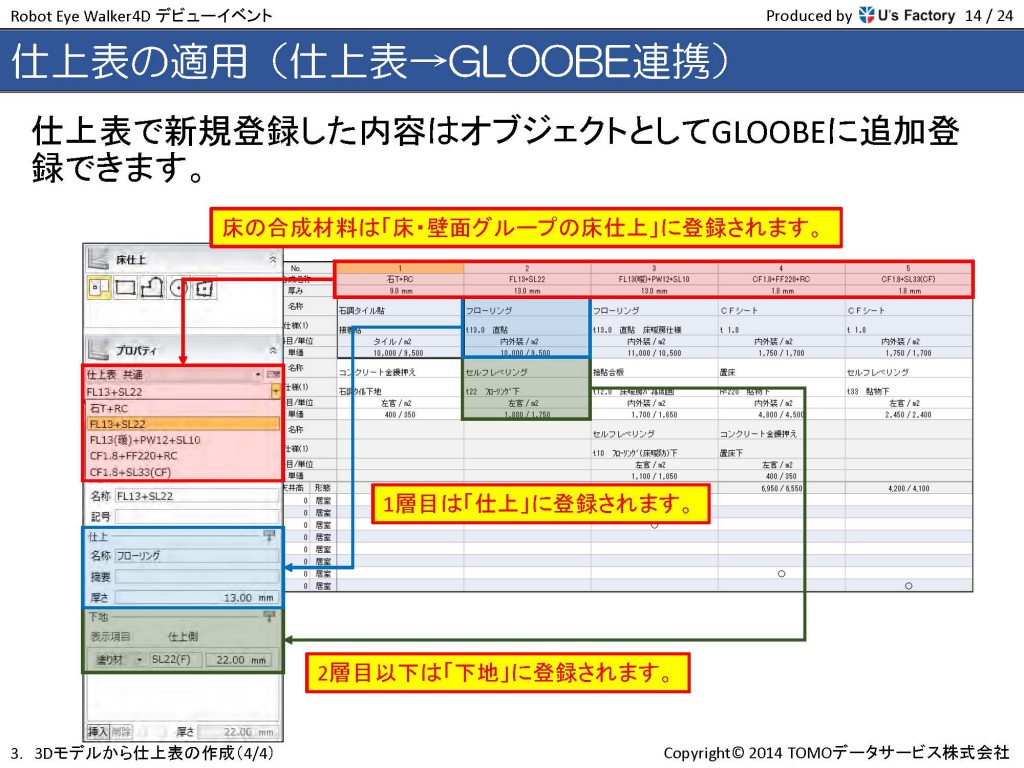 Robot Eye Walker4D デビューイベント
Produced by U's Factory 14 / 24
仕上表の適用（仕上表→GLOOBE連携）
仕上表で新規登録した内容はオブジェクトとしてGLOOBEに追加登
録できます。
床の合成材料は「床・壁面グループの床仕上」に登録されます。
床仕上
プロパティ
仕上表 共通
FL13+SL22
石T+RC
FL13+SL22
FL13(暖)+PW12+SL10
CF1.8+FF220+RC
CF1.8+SL33(CF)
名称 FL13+SL22
記号
仕上
名称 フローリング
摘要
厚さ 13.00 mm
下地
表示項目 仕上側
塗り材 SL22(F) 22.00 mm
挿入 削除 厚さ 22.00 mm
No. 1 2 3 4 5
石T+RC FL13+SL22 FL13(暖)+PW12+SL10 CF1.8+FF220+RC CF1.8+SL33(CF)
厚み 9.0 mm 13.0 mm 13.0 mm 1.8 mm 1.8 mm
名称 石調タイル貼 フローリング フローリング ＣＦシート ＣＦシート
仕様(1) 接着貼 t13.0 直貼 t13.0 直貼 床暖房仕様 t 1.8 t 1.8
目/単位 タイル / m2 内外装 / m2 内外装 / m2 内外装 / m2 内外装 / m2
単価 10,000 / 9,500 10,000 / 9,500 11,000 / 10,500 1,750 / 1,700 1,750 / 1,700
名称 コンクリート金鏝押え セルフレベリング 捨貼合板 置床 セルフレベリング
仕様(1) 石調タイル下地 t22 フローリング下 t12.0 貼物下 t33 貼物下
目/単位 左官 / m2 左官 / m2 内外装 / m2 内外装 / m2 左官 / m2
単価 400 / 350 1,800 / 1,750 1,700 / 1,650 4,800 / 4,500 2,450 / 2,400
名称 セルフレベリング コンクリート金鏝押え
仕様(1) t10 フローリング(床暖房)下 置床下
目/単位 左官 / m2 左官 / m2
単価 1,100 / 1,050 400 / 350
天井高 形態 6,950 / 6,550 4,200 / 4,100
0 居室
0 居室
0 居室
0 居室
0 居室
0 居室
0 居室
0 居室
1層目は「仕上」に登録されます。
2層目以下は「下地」に登録されます。
3. 3Dモデルから仕上表の作成（4/4）
Copyright© 2014 TOMOデータサービス株式会社